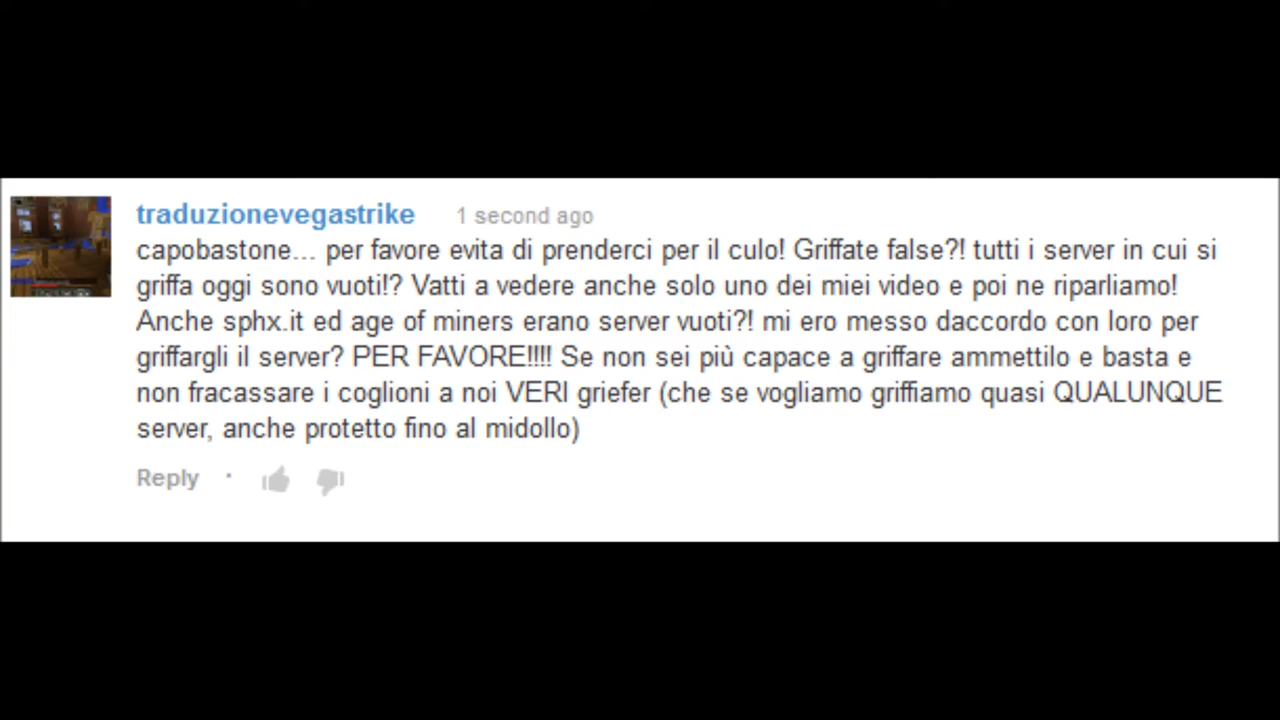 traduzionevegastrike 1 second ago
capobastone... per favore evita di prenderci per il culo! Griffate false?! tutti i server in cui si
griffa oggi sono vuoti!? Vatti a vedere anche solo uno dei miei video e poi ne riparliamo!
Anche sphx.it ed age of miners erano server vuoti?! mi ero messo daccordo con loro per
griffargli il server? PER FAVORE!!!! Se non sei più capace a griffare ammettilo e basta e
non fracassare i coglioni a noi VERI griefer (che se vogliamo griffiamo quasi QUALUNQUE
server, anche protetto fino al midollo)
Reply ·